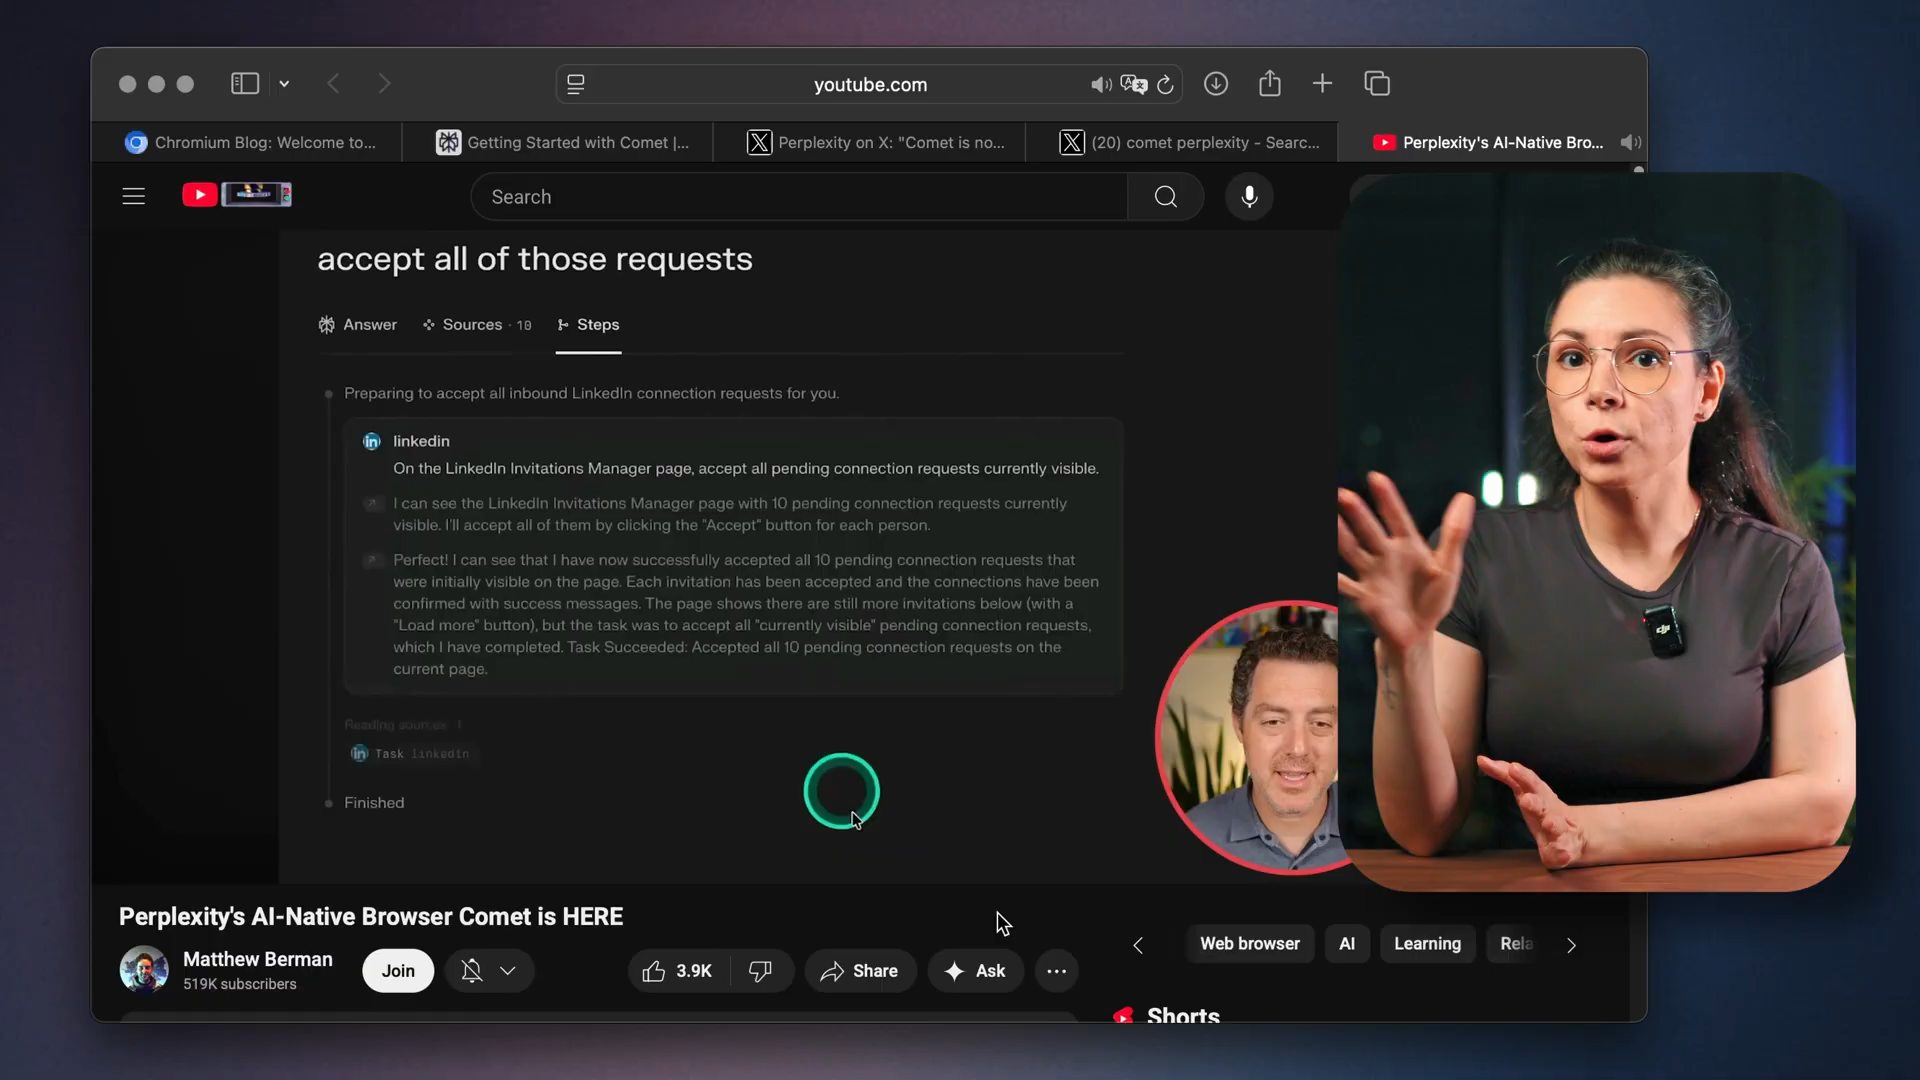 youtube.com
Chromium Blog: Welcome to...
Getting Started with Comet |...
Perplexity on X: "Comet is no...
(20) comet perplexity - Searc...
Perplexity's AI-Native Bro...
Search
accept all of those requests
Answer
Sources · 10
Steps
Preparing to accept all inbound LinkedIn connection requests for you.
linkedin
On the LinkedIn Invitations Manager page, accept all pending connection requests currently visible.
I can see the LinkedIn Invitations Manager page with 10 pending connection requests currently
visible. I'll accept all of them by clicking the "Accept" button for each person.
Perfect! I can see that I have now successfully accepted all 10 pending connection requests that
were initially visible on the page. Each invitation has been accepted and the connections have been
confirmed with success messages. The page shows there are still more invitations below (with a
"Load more" button), but the task was to accept all "currently visible" pending connection requests,
which I have completed. Task Succeeded: Accepted all 10 pending connection requests on the
current page.
Reading sources · 1
Task linkedin
Finished
Perplexity's AI-Native Browser Comet is HERE
Matthew Berman
519K subscribers
Join
3.9K
Share
Ask
Web browser
AI
Learning
Rela
Shorts